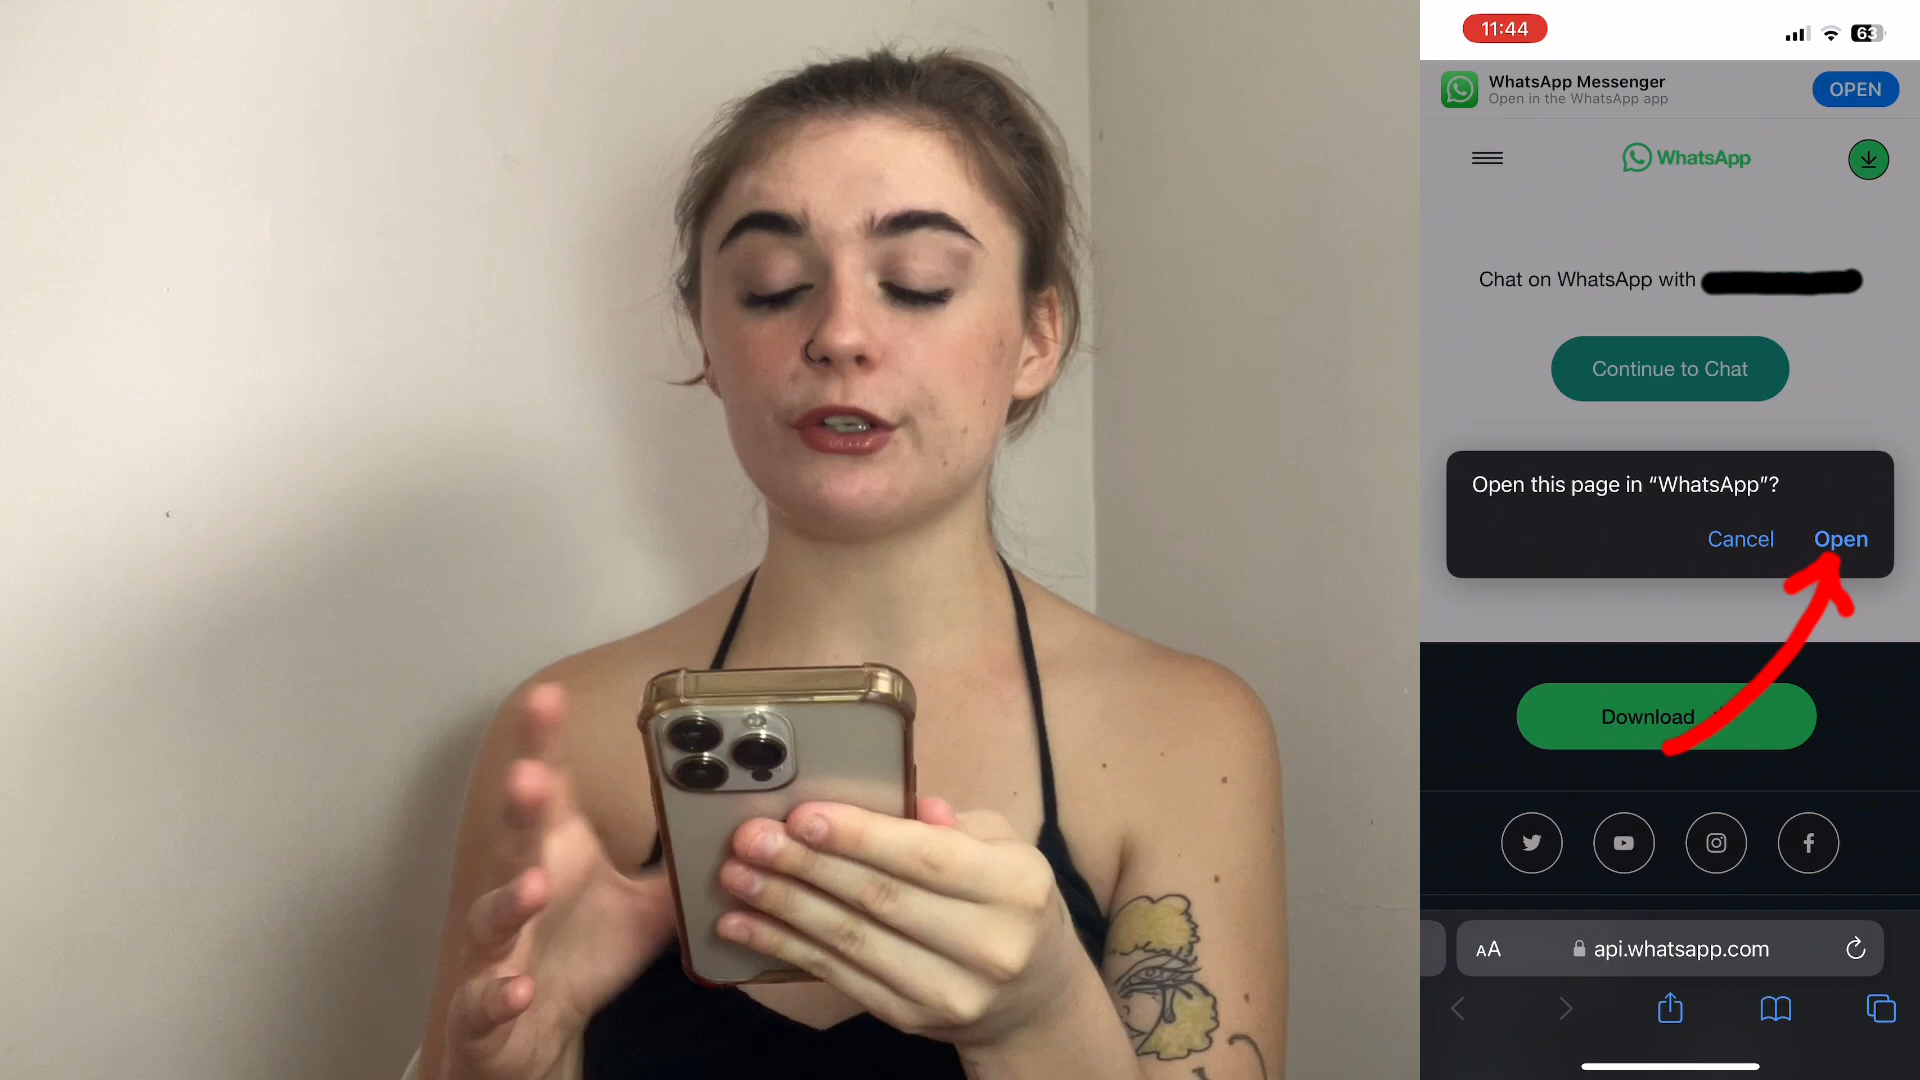 11:44
63
WhatsApp Messenger
Open in the WhatsApp app
OPEN
WhatsApp
Chat on WhatsApp with
Continue to Chat
Open this page in “WhatsApp”?
Cancel
Open
Download
AA
api.whatsapp.com